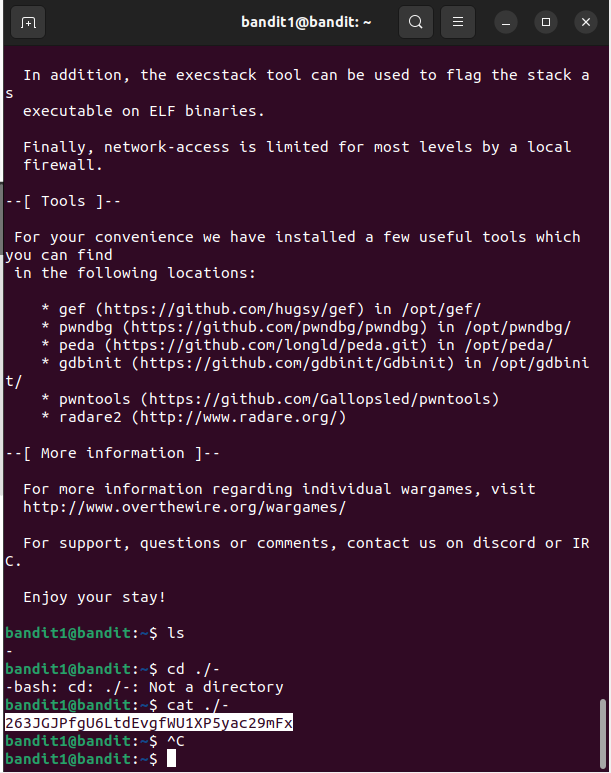 bandit1@bandit: ~
In addition, the execstack tool can be used to flag the stack a
s
executable on ELF binaries.
Finally, network-access is limited for most levels by a local
firewall.
--[ Tools ]--
For your convenience we have installed a few useful tools which
you can find
in the following locations:
* gef (https://github.com/hugsy/gef) in /opt/gef/
* pwndbg (https://github.com/pwndbg/pwndbg) in /opt/pwndbg/
* peda (https://github.com/longld/peda.git) in /opt/peda/
* gdbinit (https://github.com/gdbinit/Gdbinit) in /opt/gdbini
t/
* pwntools (https://github.com/Gallopsled/pwntools)
* radare2 (http://www.radare.org/)
--[ More information ]--
For more information regarding individual wargames, visit
http://www.overthewire.org/wargames/
For support, questions or comments, contact us on discord or IR
C.
Enjoy your stay!
bandit1@bandit:~$ ls
-
bandit1@bandit:~$ cd ./-
-bash: cd: ./-: Not a directory
bandit1@bandit:~$ cat ./-
263JGJPfgU6LtdEvgfWU1XP5yac29mFx
bandit1@bandit:~$ ^C
bandit1@bandit:~$